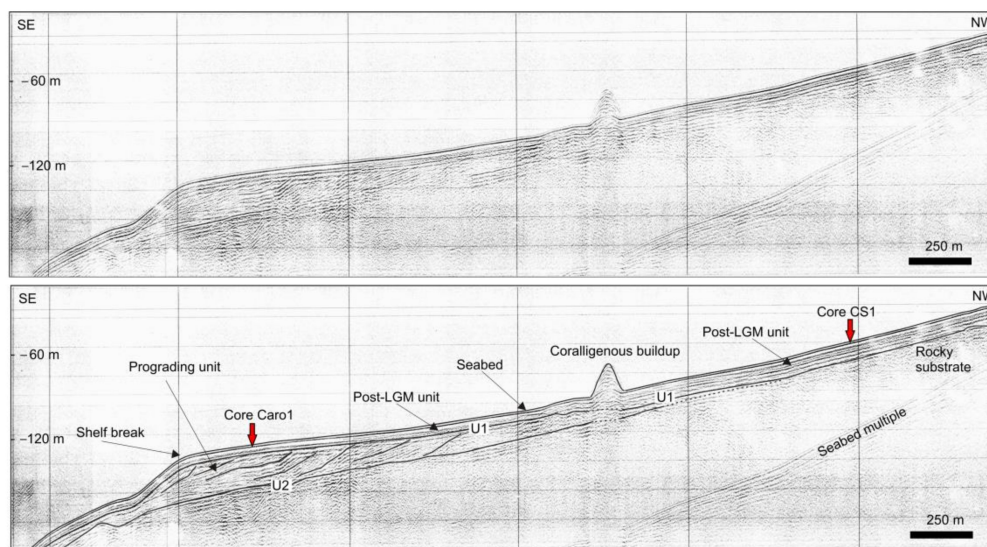 SE
NW
−60 m
−120 m
250 m
SE
NW
Core CS1
Post-LGM unit
−60 m
Coralligenous buildup
Rocky
substrate
Prograding unit
Seabed
Post-LGM unit
U1
Core Caro1
Shelf break
U1
Seabed multiple
−120 m
U2
250 m